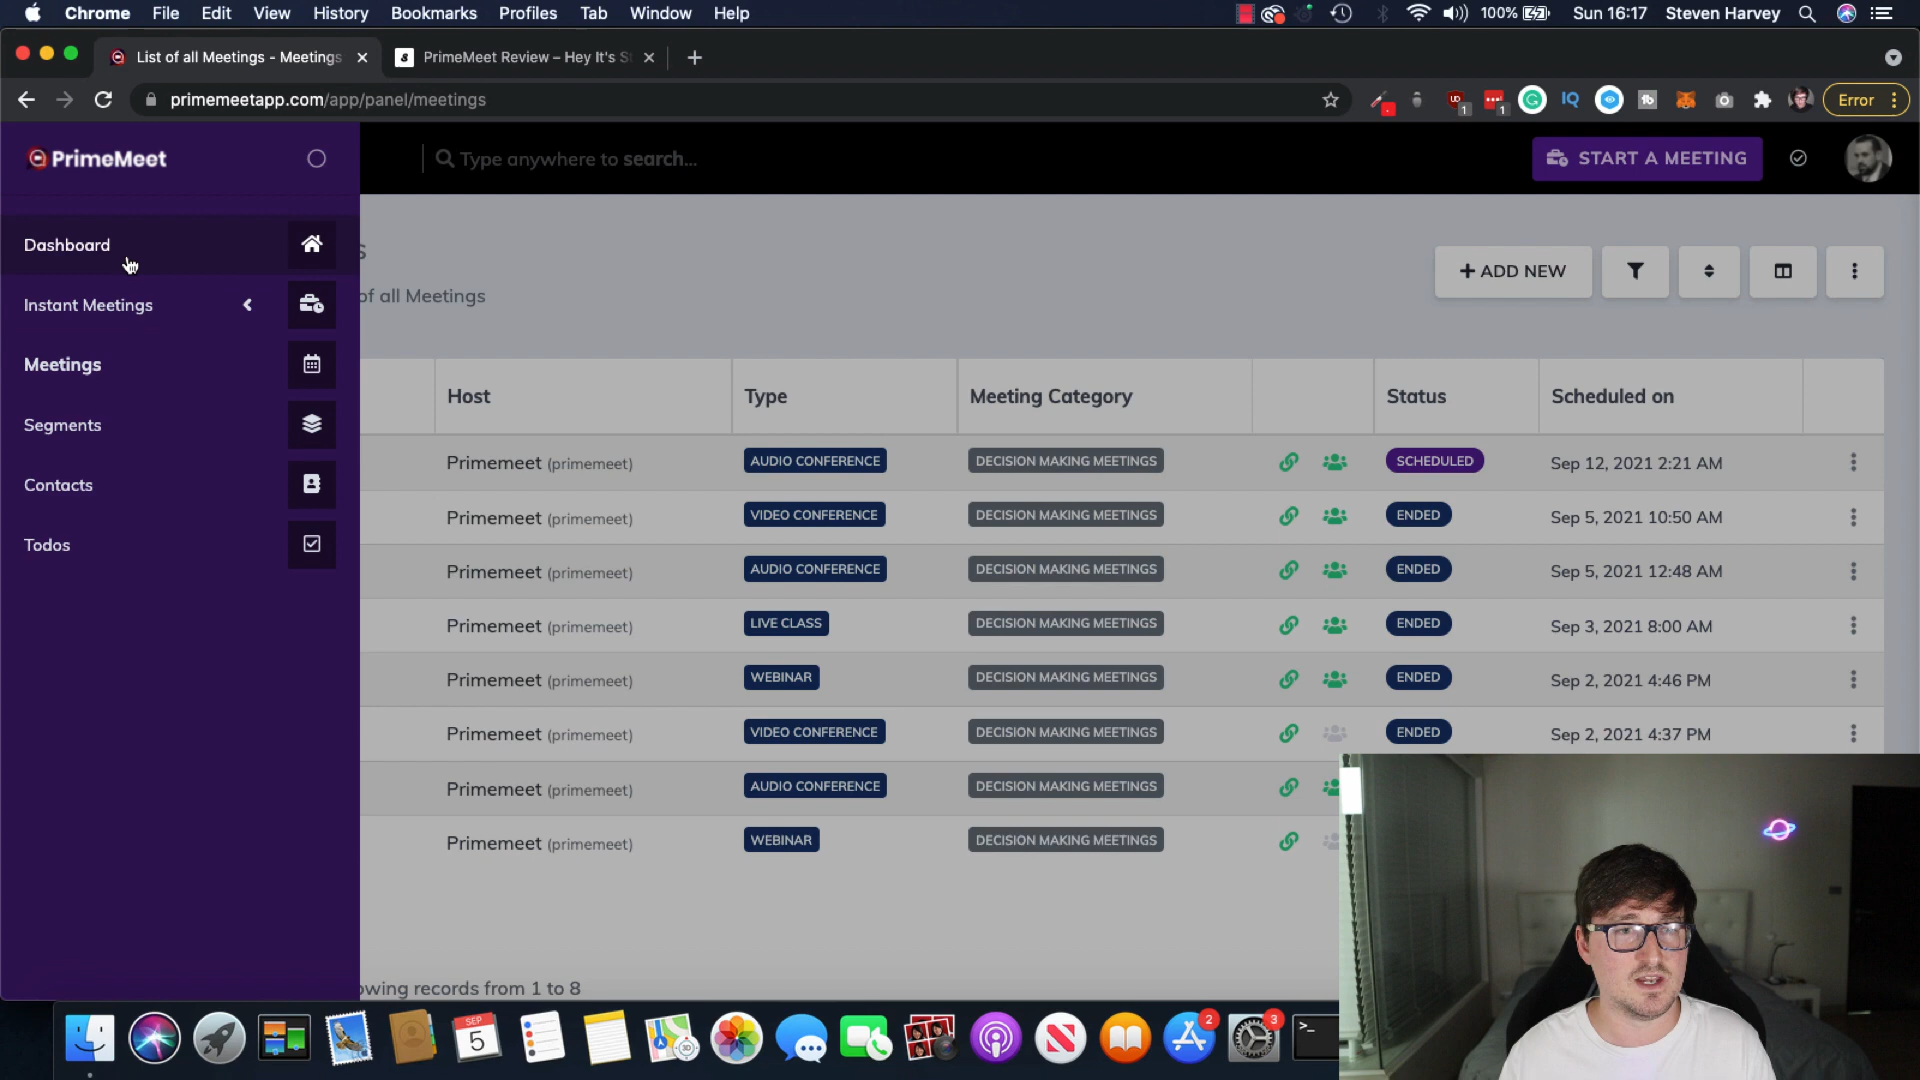 Chrome File Edit View History Bookmarks Profiles Tab Window Help 100% Sun 16:17 Steven Harvey
List of all Meetings - Meetings PrimeMeet Review – Hey It's St
primemeetapp.com/app/panel/meetings 1 1 Error
PrimeMeet Type anywhere to search... START A MEETING
Dashboard
s
+ ADD NEW
Instant Meetings
of all Meetings
Meetings
Segments
Contacts
Todos
Host Type Meeting Category Status Scheduled on
Primemeet (primemeet) AUDIO CONFERENCE DECISION MAKING MEETINGS SCHEDULED Sep 12, 2021 2:21 AM
Primemeet (primemeet) VIDEO CONFERENCE DECISION MAKING MEETINGS ENDED Sep 5, 2021 10:50 AM
Primemeet (primemeet) AUDIO CONFERENCE DECISION MAKING MEETINGS ENDED Sep 5, 2021 12:48 AM
Primemeet (primemeet) LIVE CLASS DECISION MAKING MEETINGS ENDED Sep 3, 2021 8:00 AM
Primemeet (primemeet) WEBINAR DECISION MAKING MEETINGS ENDED Sep 2, 2021 4:46 PM
Primemeet (primemeet) VIDEO CONFERENCE DECISION MAKING MEETINGS ENDED Sep 2, 2021 4:37 PM
Primemeet (primemeet) AUDIO CONFERENCE DECISION MAKING MEETINGS
Primemeet (primemeet) WEBINAR DECISION MAKING MEETINGS
owing records from 1 to 8
SEP
5
2
3